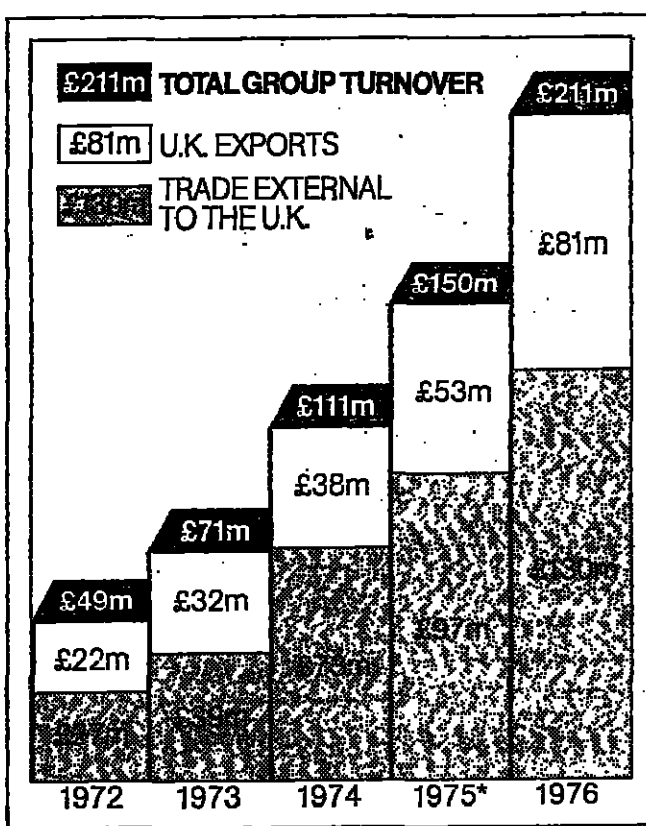 £211m TOTAL GROUP TURNOVER
£81m U.K. EXPORTS
TRADE EXTERNAL
TO THE U.K.
£211m
£81m
£150m
£53m
£97m
£111m
£38m
£71m
£32m
£49m
£22m
1972 1973 1974 1975* 1976